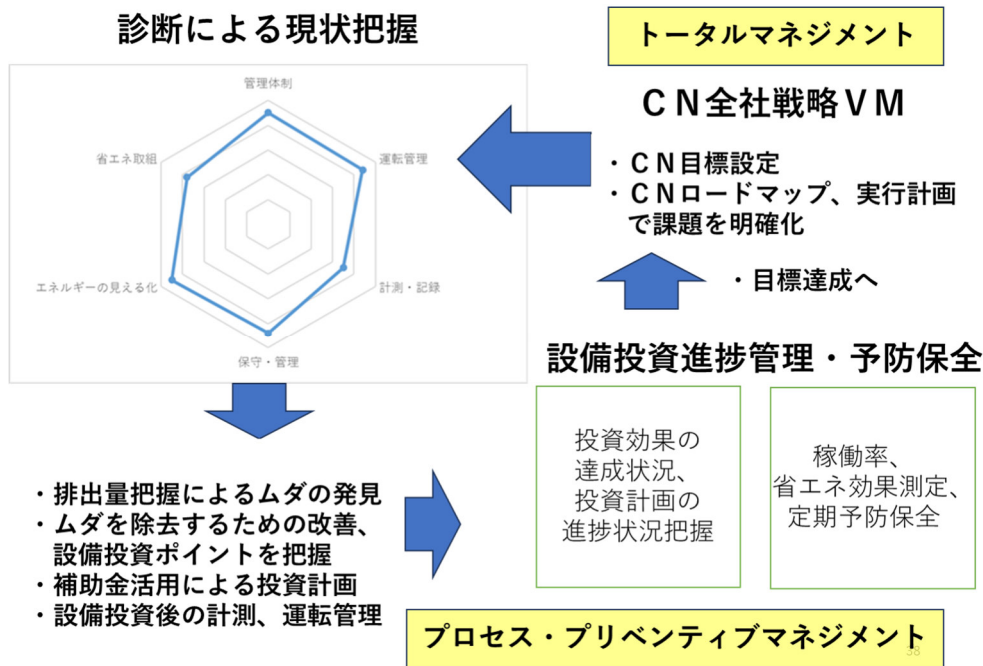 診断による現状把握
トータルマネジメント
管理体制
運転管理
計測・記録
保守・管理
エネルギーの見える化
省エネ取組
ＣＮ全社戦略ＶＭ
・ＣＮ目標設定
・ＣＮロードマップ、実行計画
で課題を明確化
・目標達成へ
設備投資進捗管理・予防保全
投資効果の
達成状況、
投資計画の
進捗状況把握
稼働率、
省エネ効果測定、
定期予防保全
・排出量把握によるムダの発見
・ムダを除去するための改善、
設備投資ポイントを把握
・補助金活用による投資計画
・設備投資後の計測、運転管理
プロセス・プリベンティブマネジメント
38